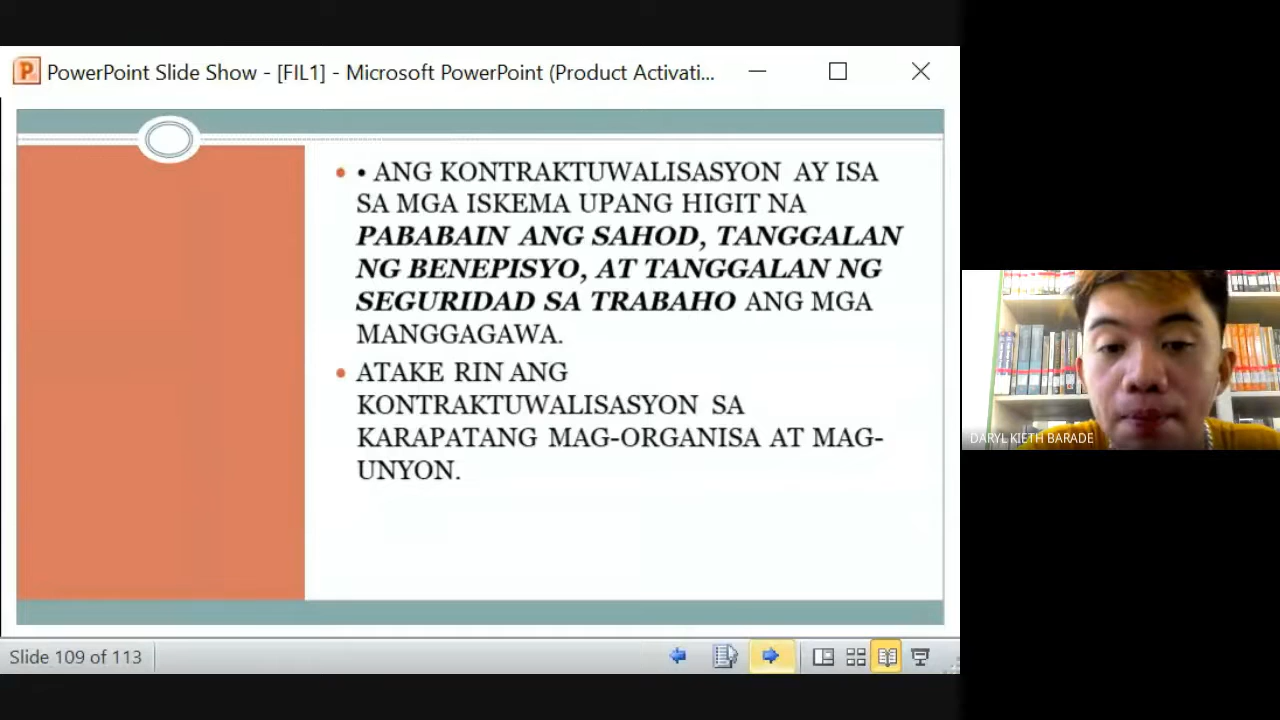 PowerPoint Slide Show - [FIL1] - Microsoft PowerPoint (Product Activati...
• ANG KONTRAKTUWALISASYON AY ISA
SA MGA ISKEMA UPANG HIGIT NA
PABABAIN ANG SAHOD, TANGGALAN
NG BENEPISYO, AT TANGGALAN NG
SEGURIDAD SA TRABAHO ANG MGA
MANGGAGAWA.
ATAKE RIN ANG
KONTRAKTUWALISASYON SA
KARAPATANG MAG-ORGANISA AT MAG-
UNYON.
DARYL KIETH BARADE
Slide 109 of 113